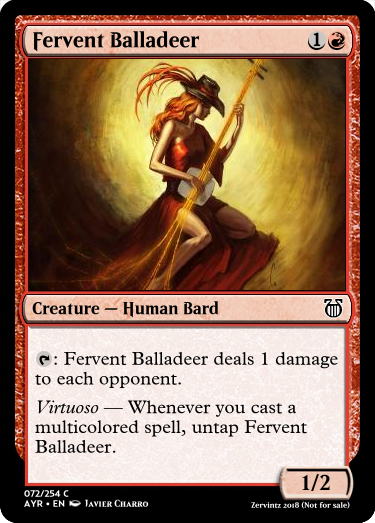 Fervent Balladeer 1
Creature — Human Bard
: Fervent Balladeer deals 1 damage
to each opponent.
Virtuoso — Whenever you cast a
multicolored spell, untap Fervent
Balladeer.
1/2
072/254 C
AYR • EN Javier Charro
Zervintz 2018 (Not for sale)